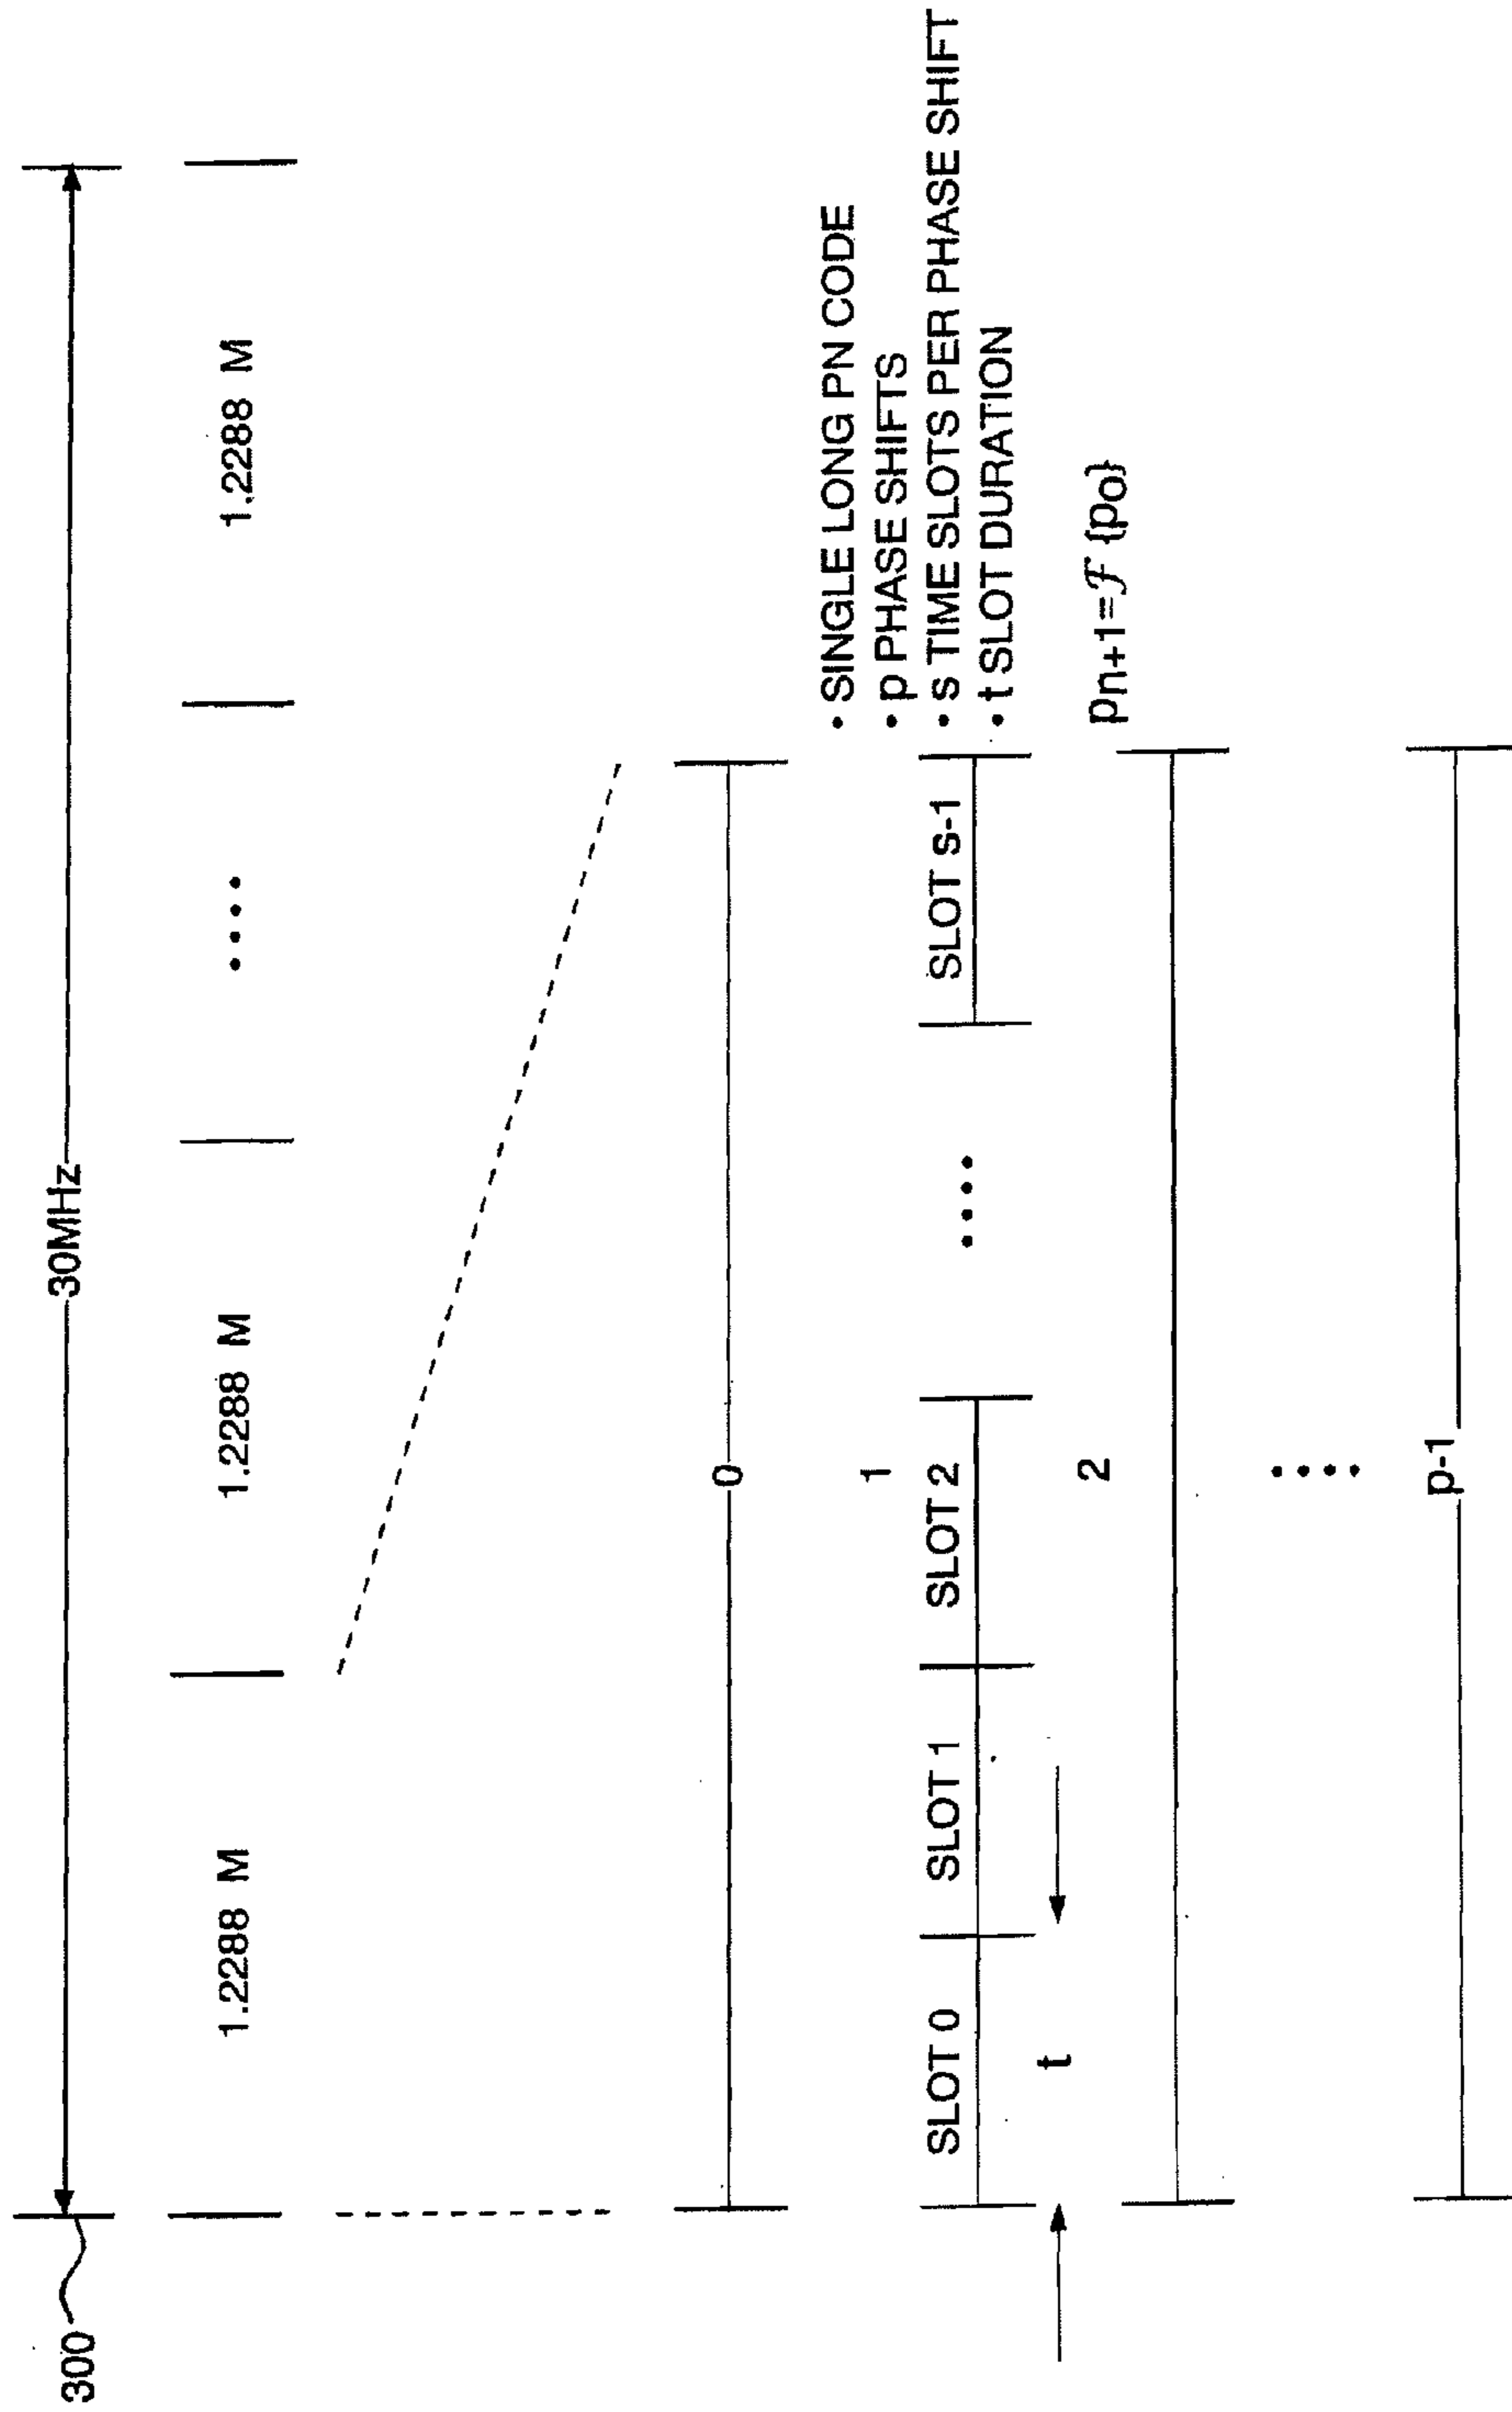 300
30MHz
1.2288 M
1.2288 M
••••
1.2288 M
0
• SINGLE LONG PN CODE
• p PHASE SHIFTS
• s TIME SLOTS PER PHASE SHIFT
• t SLOT DURATION
1
SLOT 0
SLOT 1
SLOT 2
••••
SLOT s-1
t
2
pn+1=ℱ {po}
••••
p-1